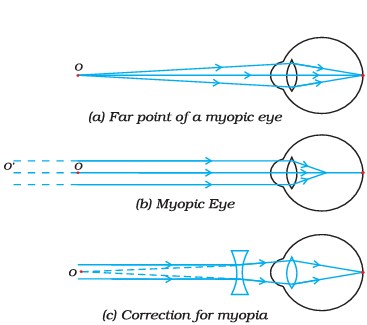 O
(a) Far point of a myopic eye
O' O
(b) Myopic Eye
O
(c) Correction for myopia